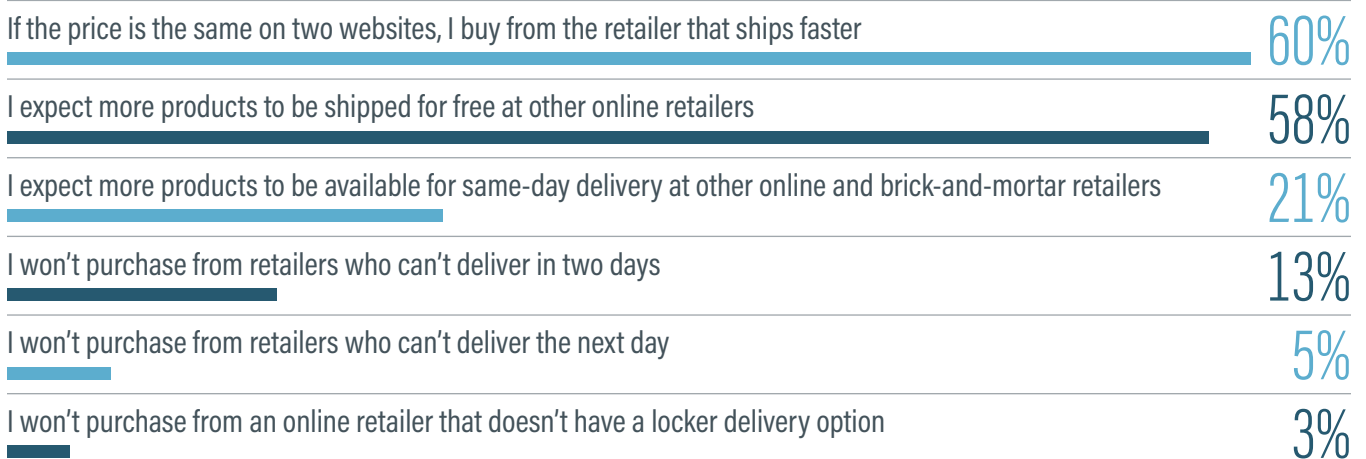 If the price is the same on two websites, I buy from the retailer that ships faster 60%
I expect more products to be shipped for free at other online retailers 58%
I expect more products to be available for same-day delivery at other online and brick-and-mortar retailers 21%
I won’t purchase from retailers who can’t deliver in two days 13%
I won’t purchase from retailers who can’t deliver the next day 5%
I won’t purchase from an online retailer that doesn’t have a locker delivery option 3%